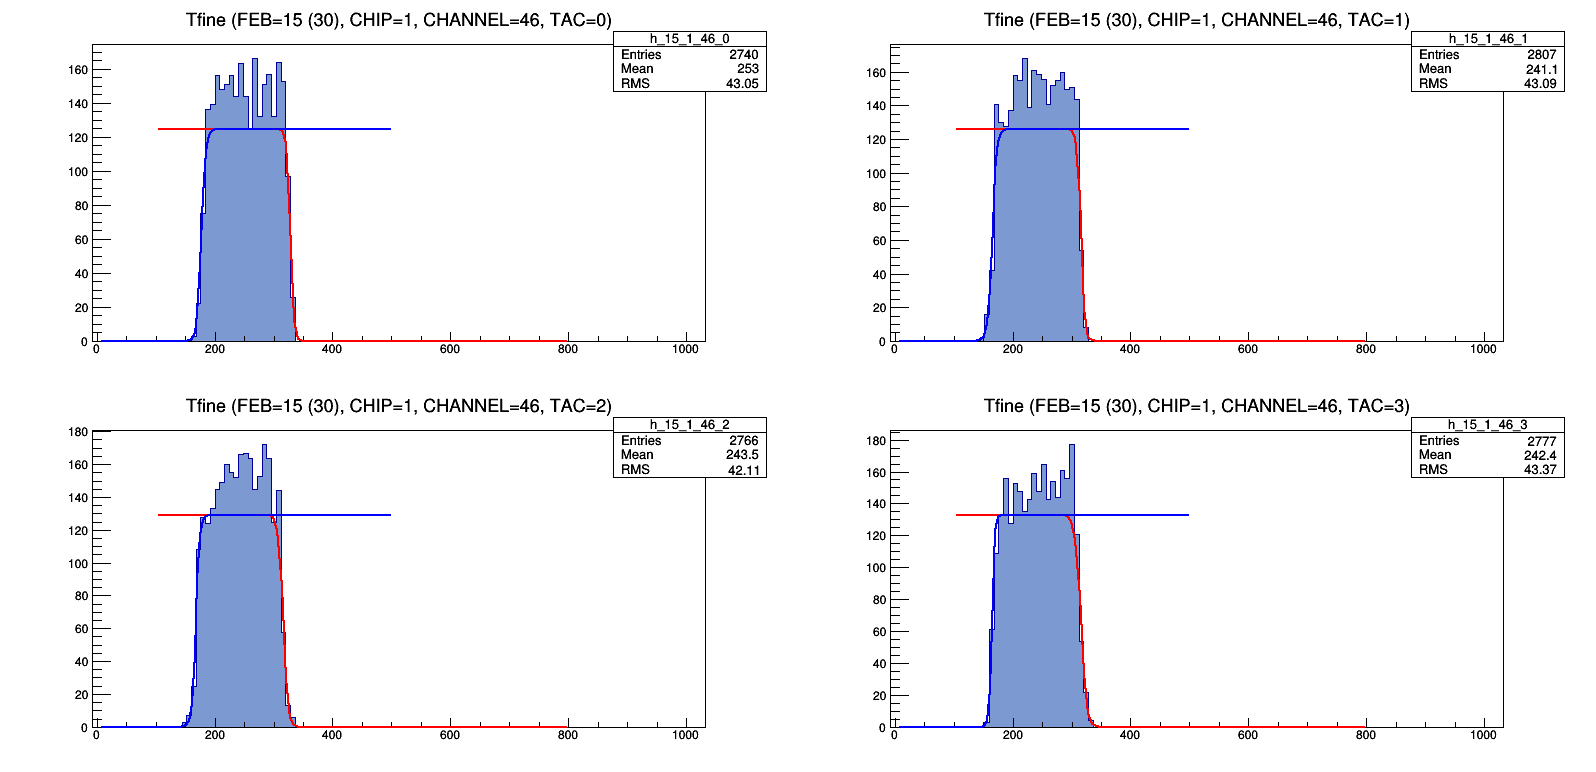 Tfine (FEB=15 (30), CHIP=1, CHANNEL=46, TAC=0)
h_15_1_46_0
Entries 2740
Mean 253
RMS 43.05
160
140
120
100
80
60
40
20
0
0 200 400 600 800 1000
Tfine (FEB=15 (30), CHIP=1, CHANNEL=46, TAC=1)
h_15_1_46_1
Entries 2807
Mean 241.1
RMS 43.09
160
140
120
100
80
60
40
20
0
0 200 400 600 800 1000
Tfine (FEB=15 (30), CHIP=1, CHANNEL=46, TAC=2)
h_15_1_46_2
Entries 2766
Mean 243.5
RMS 42.11
180
160
140
120
100
80
60
40
20
0
0 200 400 600 800 1000
Tfine (FEB=15 (30), CHIP=1, CHANNEL=46, TAC=3)
h_15_1_46_3
Entries 2777
Mean 242.4
RMS 43.37
180
160
140
120
100
80
60
40
20
0
0 200 400 600 800 1000